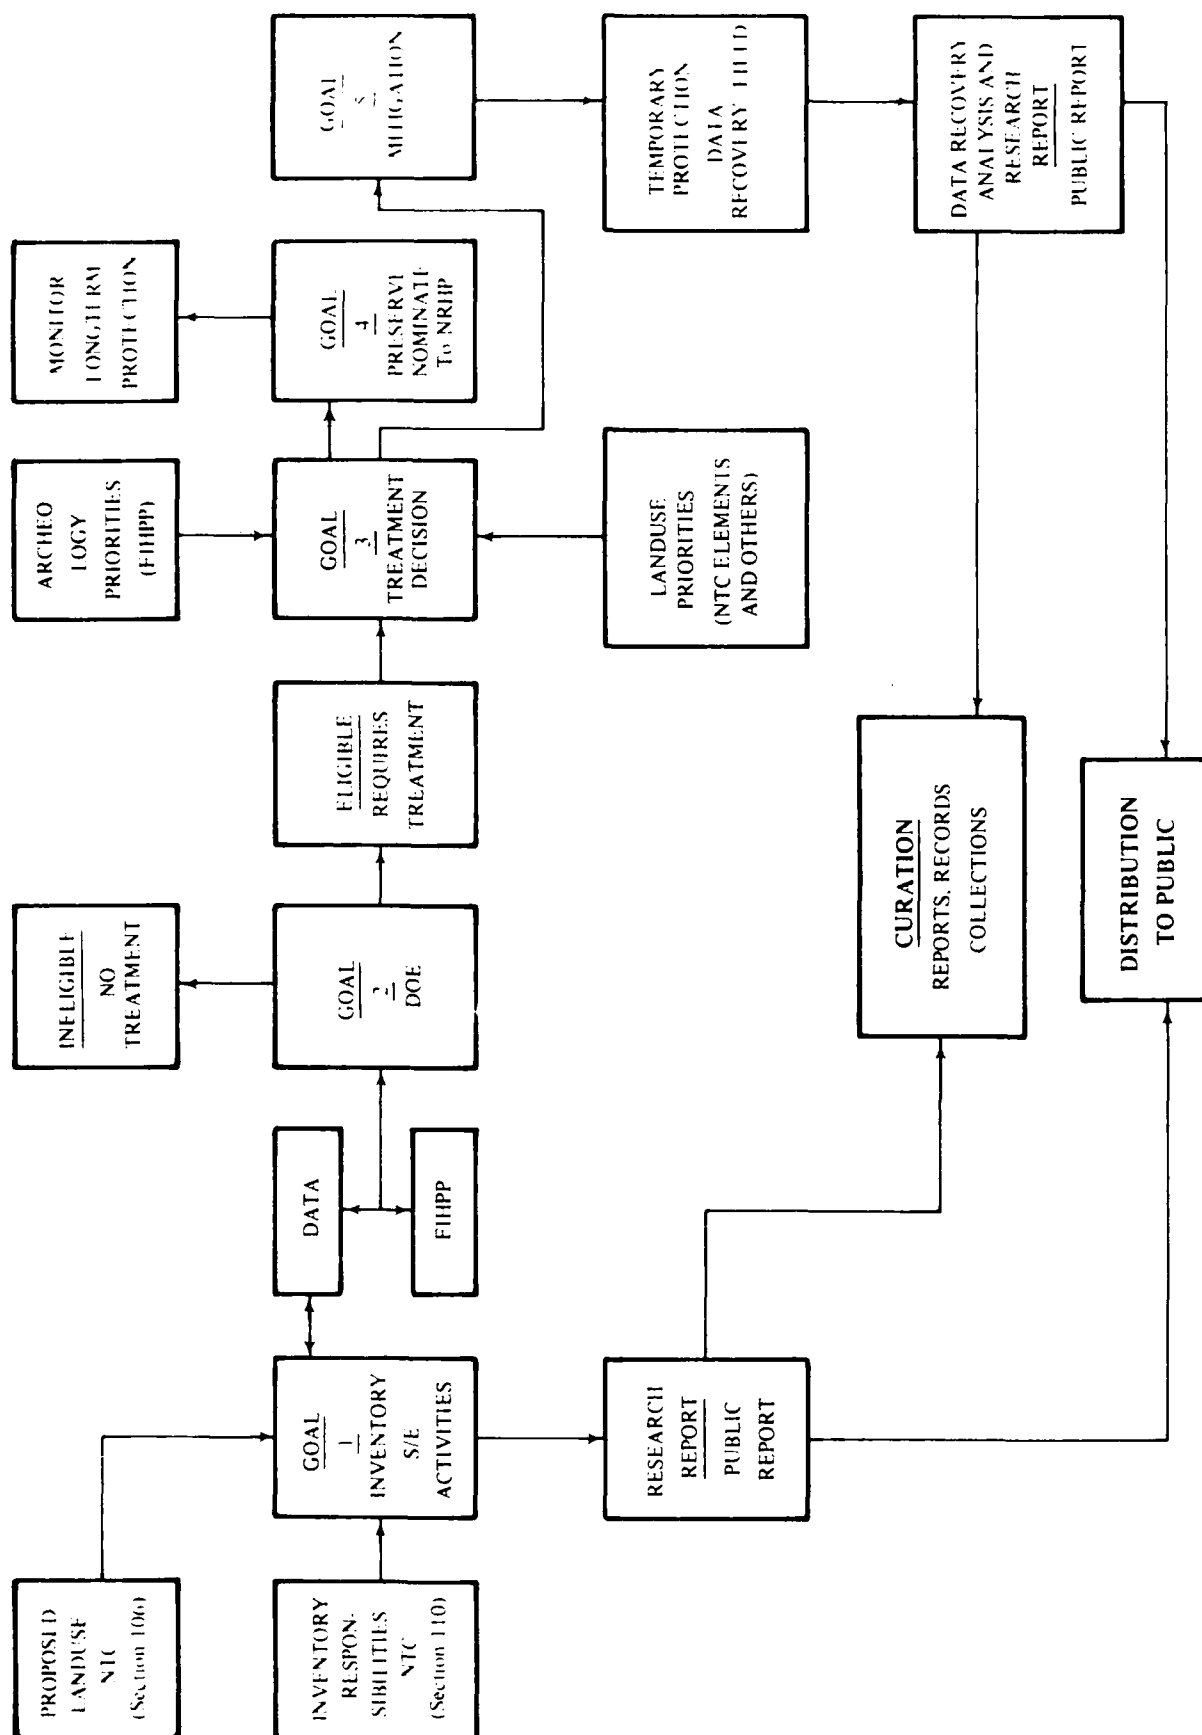 PROPOSED
LANDUSE
NTC
(Section 106)
INVENTORY
RESPON-
SIBILITIES
NTC
(Section 110)
GOAL
1
INVENTORY
S/E
ACTIVITIES
RESEARCH
REPORT
PUBLIC
REPORT
DATA
FIHPP
INELIGIBLE
NO
TREATMENT
GOAL
2
DOE
ELIGIBLE
REQUIRES
TREATMENT
ARCHEO
LOGY
PRIORITIES
(FIHPP)
GOAL
3
TREATMENT
DECISION
LANDUSE
PRIORITIES
(NTC ELEMENTS
AND OTHERS)
MONITOR
LONGTERM
PROTECTION
GOAL
4
PRESERVE
NOMINATE
To NRHP
GOAL
5
MITIGATION
TEMPORARY
PROTECTION
DATA
RECOVERY FIELD
DATA RECOVERY
ANALYSIS AND
RESEARCH
REPORT
PUBLIC REPORT
CURATION
REPORTS, RECORDS
COLLECTIONS
DISTRIBUTION
TO PUBLIC